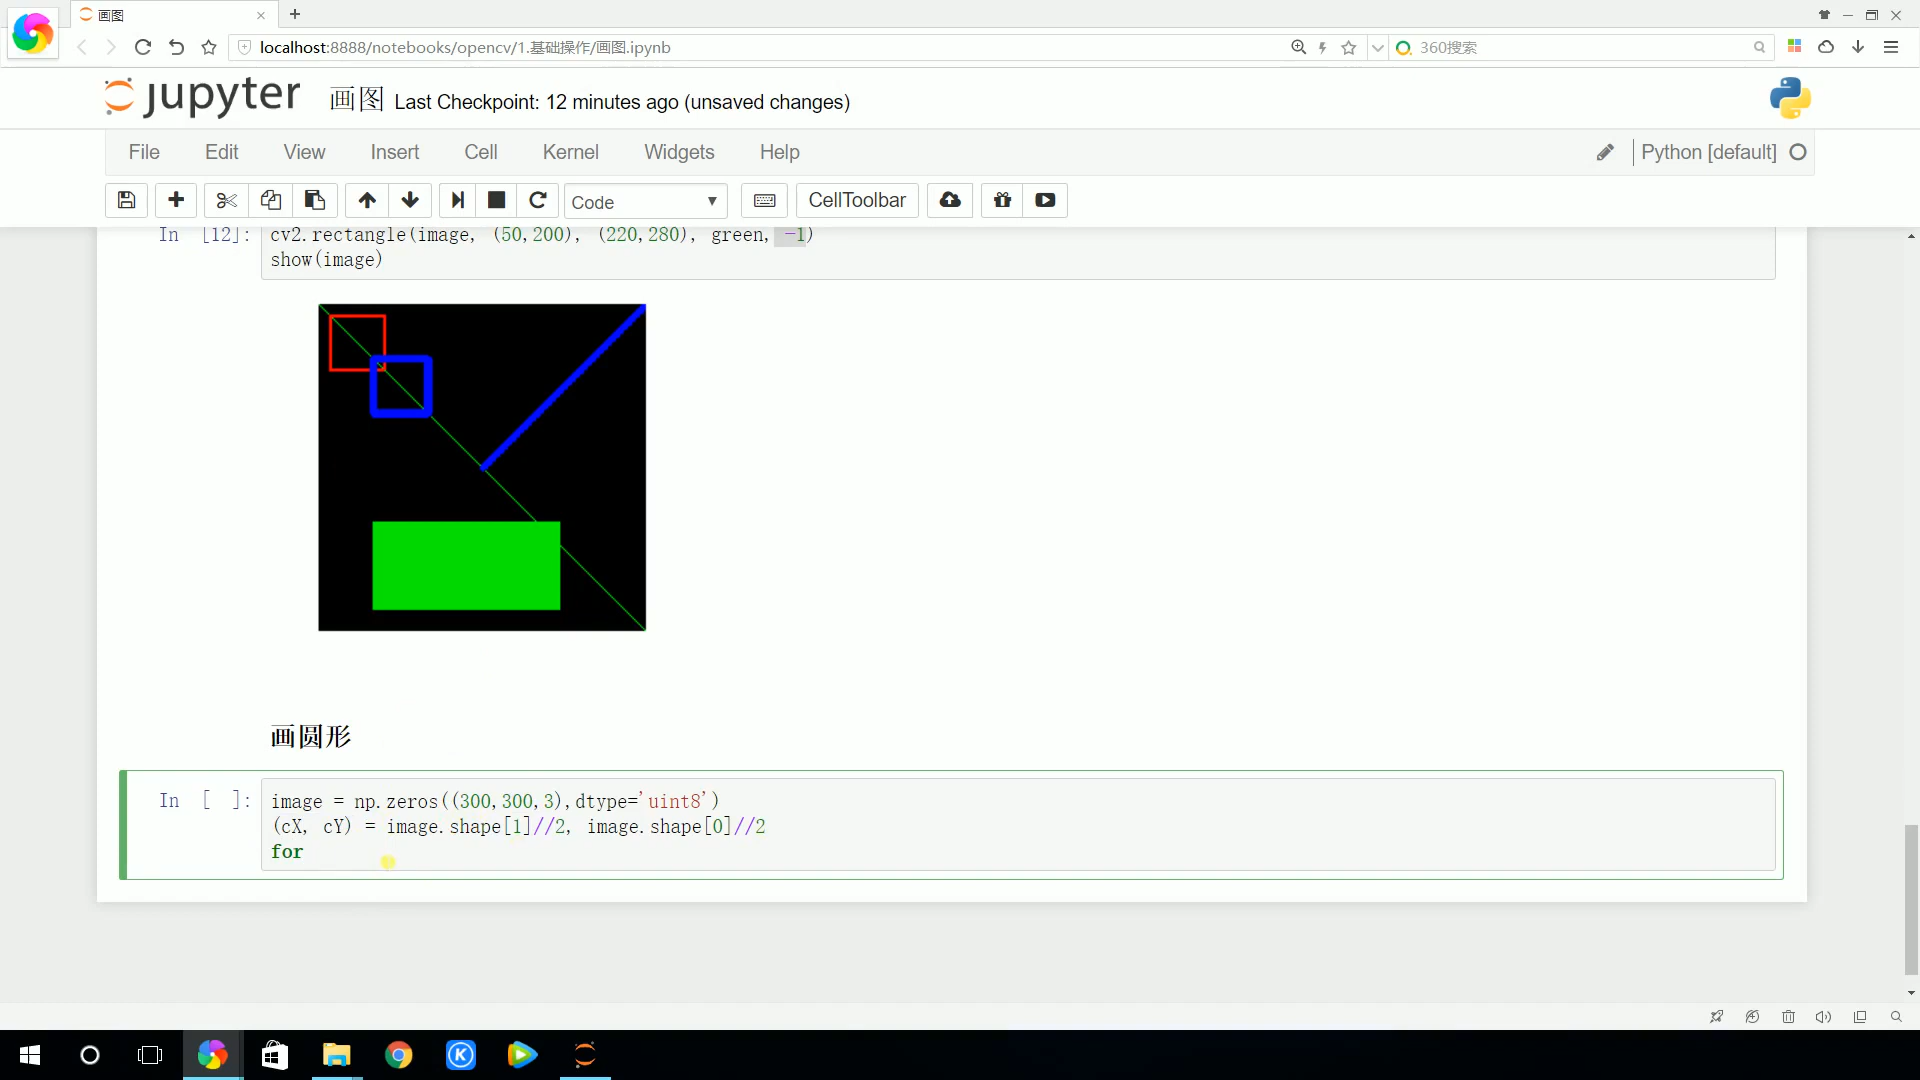 画图
localhost:8888/notebooks/opencv/1.基础操作/画图.ipynb
360搜索
jupyter 画图 Last Checkpoint: 12 minutes ago (unsaved changes)
File Edit View Insert Cell Kernel Widgets Help Python [default]
Code CellToolbar
In [12]: cv2.rectangle(image, (50,200), (220,280), green, -1)
show(image)
画圆形
In [ ]: image = np.zeros((300,300,3),dtype='uint8')
(cX, cY) = image.shape[1]//2, image.shape[0]//2
for